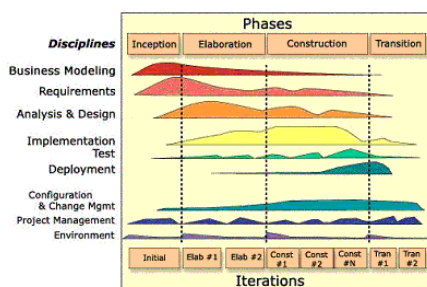 Phases
Disciplines
Inception
Elaboration
Construction
Transition
Business Modeling
Requirements
Analysis & Design
Implementation
Test
Deployment
Configuration
& Change Mgmt
Project Management
Environment
Initial
Elab #1
Elab #2
Const
#1
Const
#2
Const
#N
Tran
#1
Tran
#2
Iterations